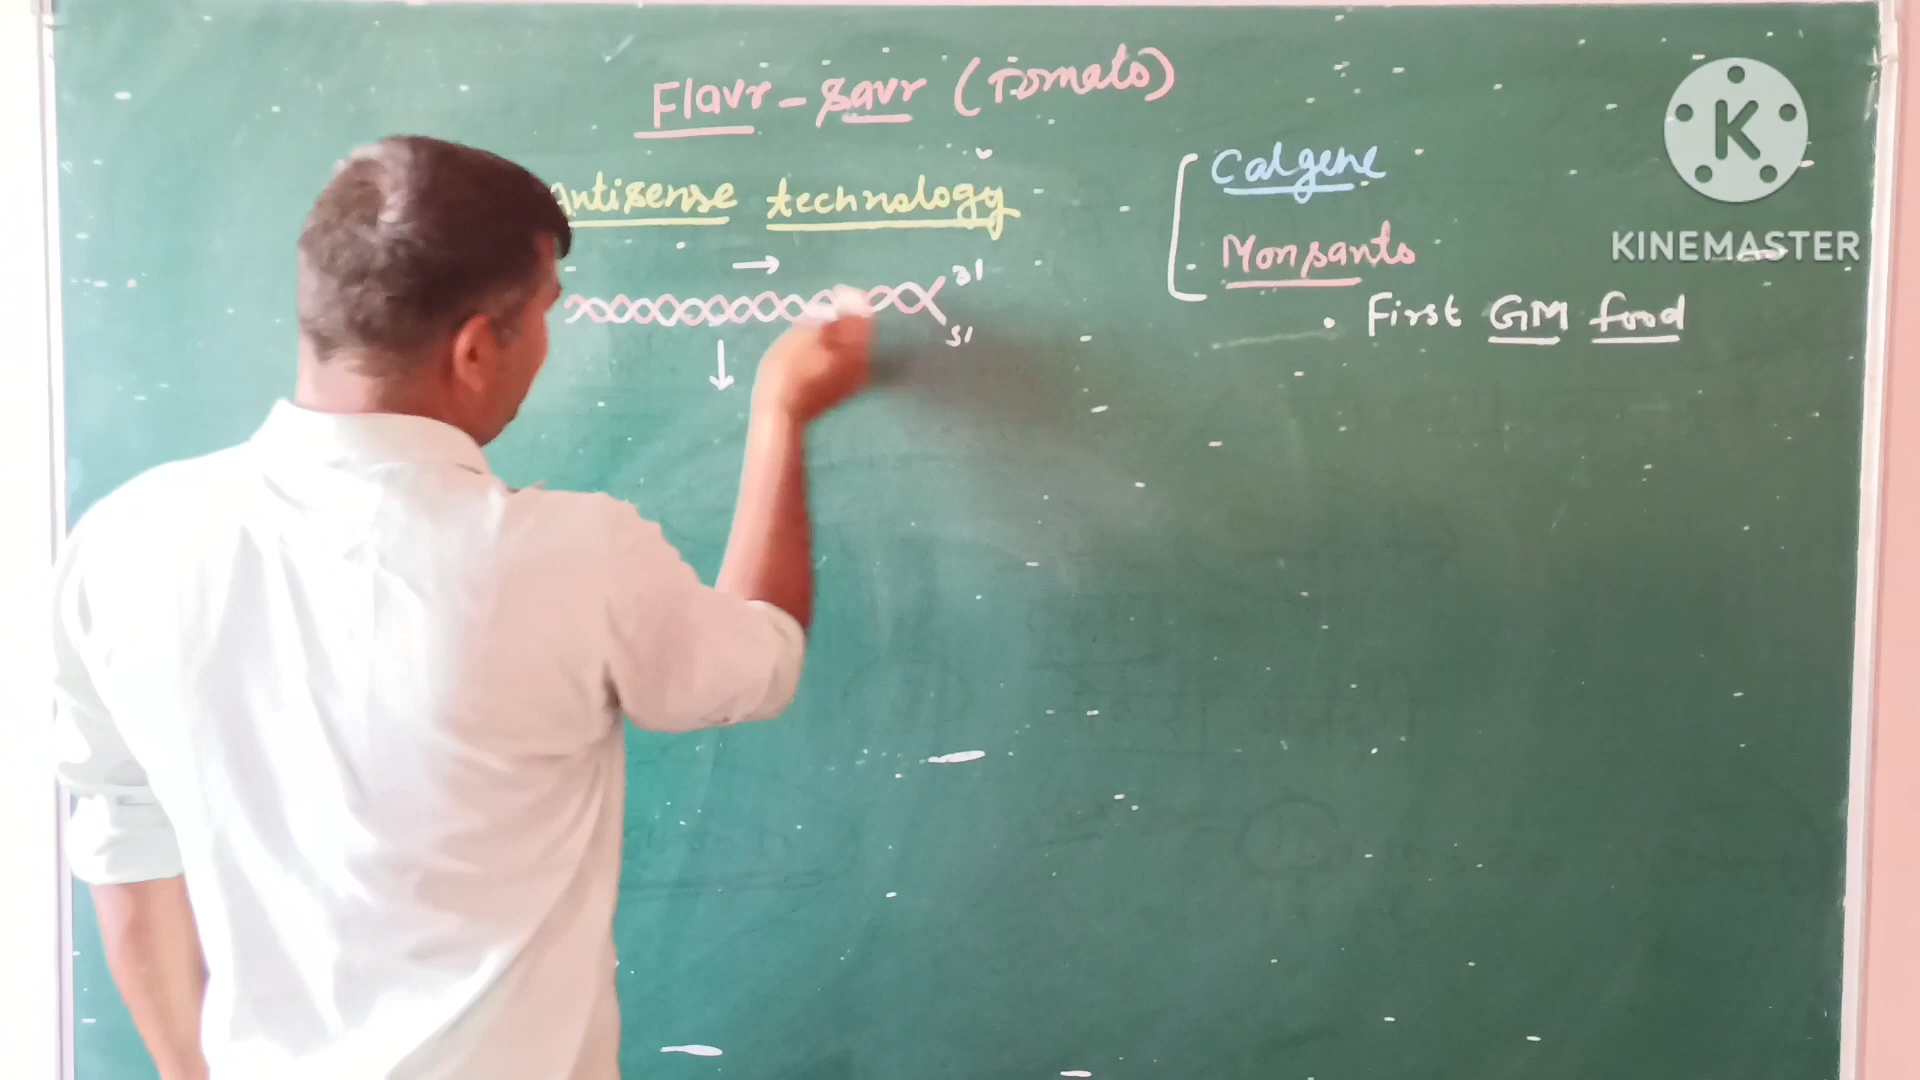 Flavr-Savr (Tomato)
Antisense technology
Calgene
Monsanto
• First GM food
→
3'
5'
↓
K
KINEMASTER